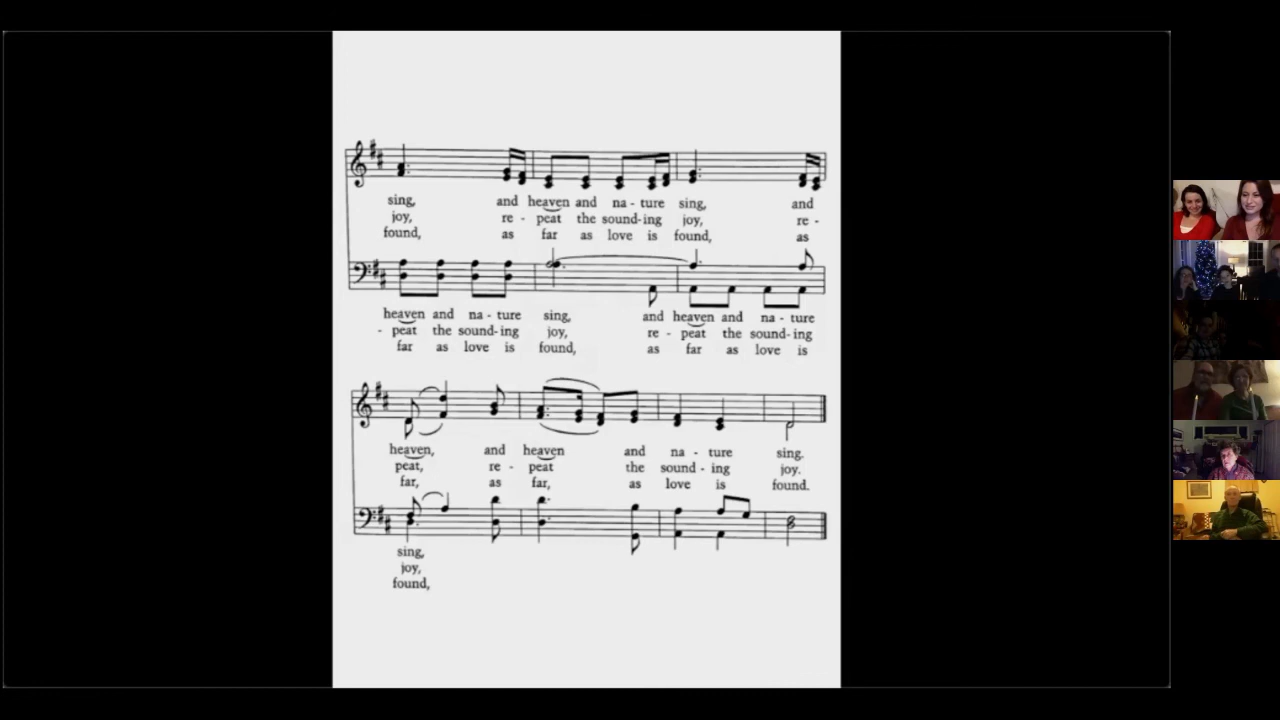 sing, and heaven and na - ture sing, and
joy, re - peat the sound-ing joy, re -
found, as far as love is found, as
heaven and na - ture sing, and heaven and na - ture
- peat the sound-ing joy, re - peat the sound-ing
far as love is found, as far as love is
heaven, and heaven and na - ture sing.
peat, re - peat the sound - ing joy.
far, as far, as love is found.
sing,
joy,
found,